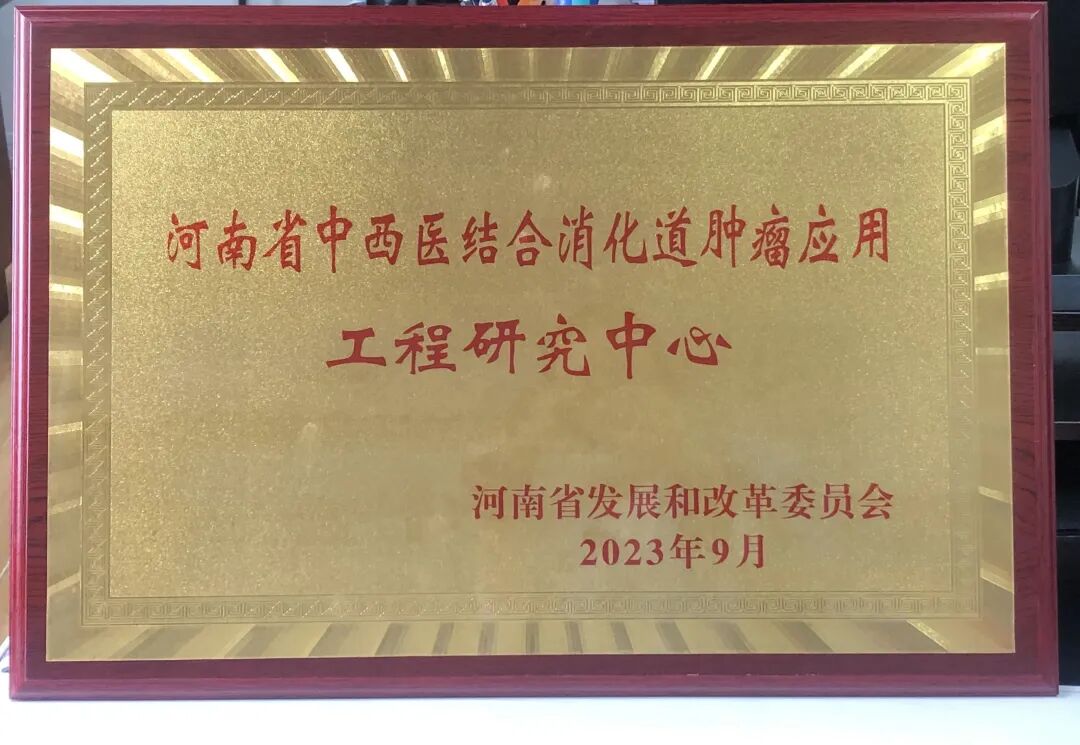 河南省中西医结合消化道肿瘤应用
工程研究中心
河南省发展和改革委员会
2023年9月